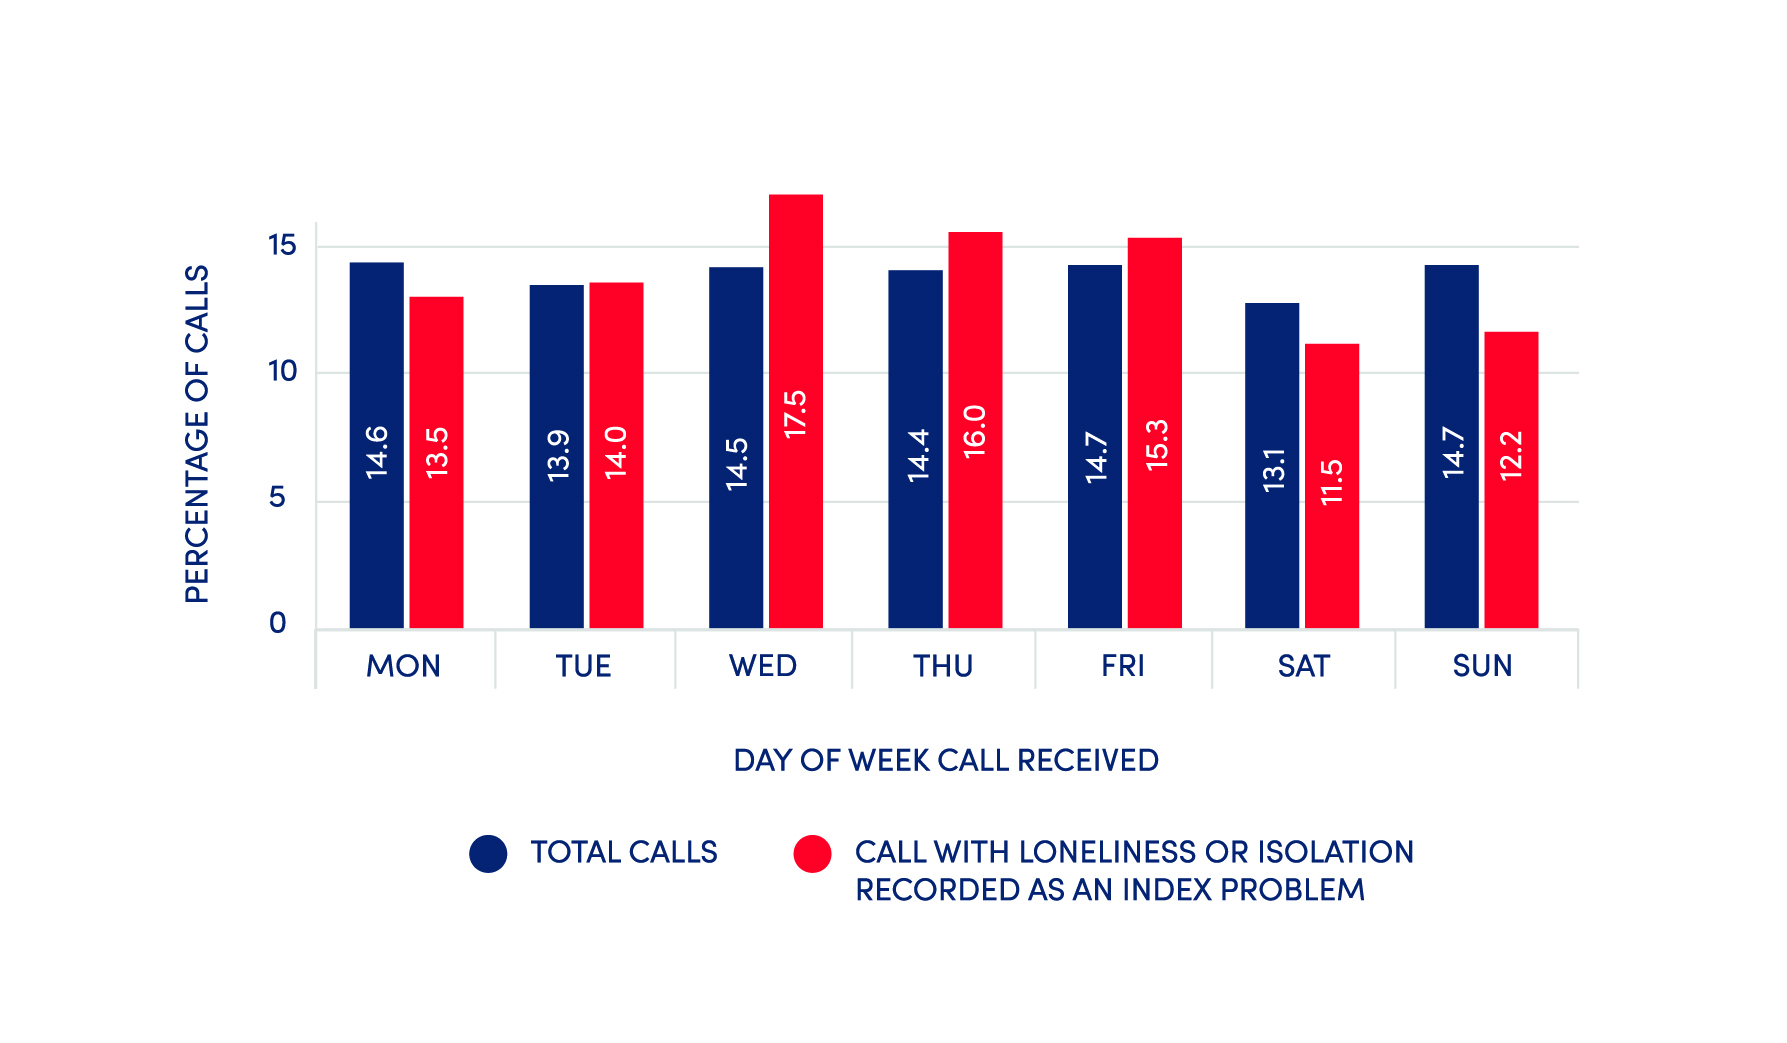 15
10
5
0
PERCENTAGE OF CALLS
14.6
13.5
13.9
14.0
14.5
17.5
14.4
16.0
14.7
15.3
13.1
11.5
14.7
12.2
MON
TUE
WED
THU
FRI
SAT
SUN
DAY OF WEEK CALL RECEIVED
TOTAL CALLS
CALL WITH LONELINESS OR ISOLATION
RECORDED AS AN INDEX PROBLEM